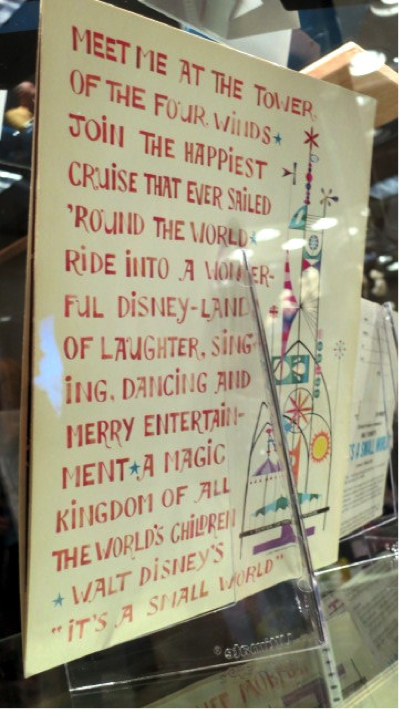 MEET ME AT THE TOWER
OF THE FOUR WINDS★
JOIN THE HAPPIEST
CRUISE THAT EVER SAILED
'ROUND THE WORLD★
RIDE INTO A WONDER-
FUL DISNEY-LAND
OF LAUGHTER, SING-
ING, DANCING AND
MERRY ENTERTAIN-
MENT★A MAGIC
KINGDOM OF ALL
THE WORLD'S CHILDREN
★WALT DISNEY'S
"IT'S A SMALL WORLD"
'S A SMALL WORL